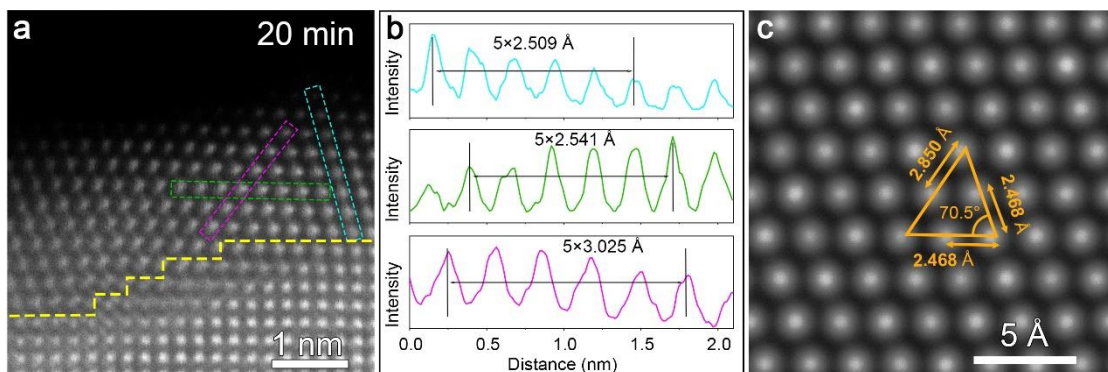 a
20 min
1 nm
b
5×2.509 Å
Intensity
5×2.541 Å
Intensity
5×3.025 Å
Intensity
0.0 0.5 1.0 1.5 2.0
Distance (nm)
c
2.850 Å
2.468 Å
70.5°
2.468 Å
5 Å